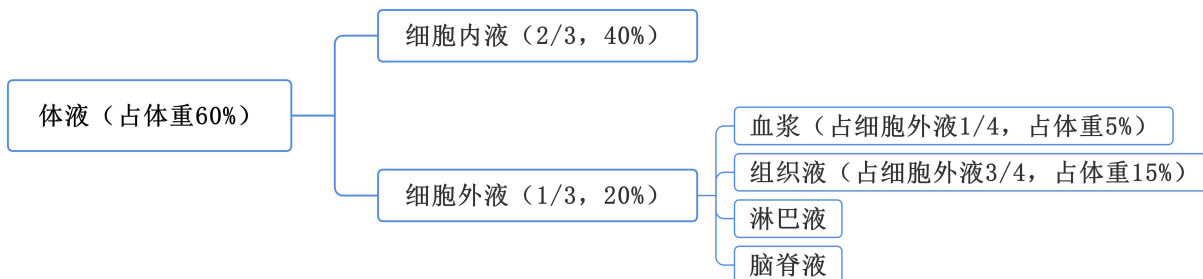 体液（占体重60%）
细胞内液（2/3，40%）
细胞外液（1/3，20%）
血浆（占细胞外液1/4，占体重5%）
组织液（占细胞外液3/4，占体重15%）
淋巴液
脑脊液